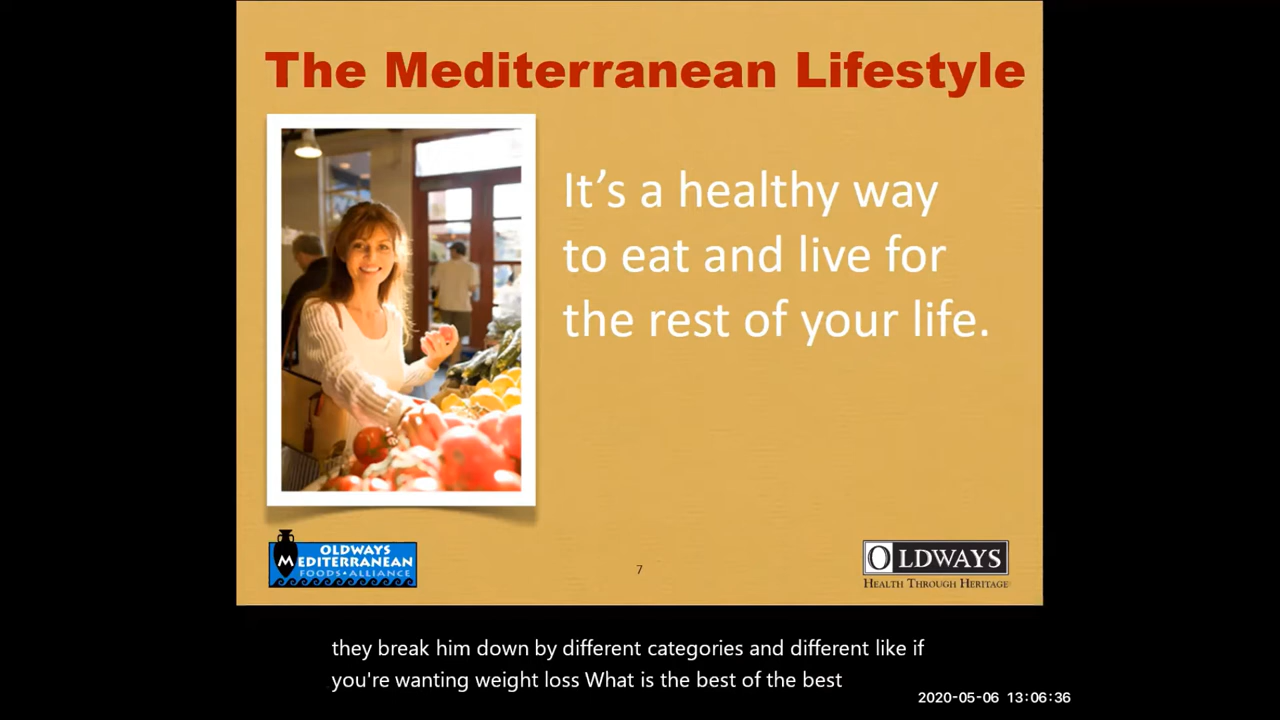 The Mediterranean Lifestyle
It's a healthy way
to eat and live for
the rest of your life.
OLDWAYS
MEDITERRANEAN
FOODS • ALLIANCE
7
OLDWAYS
HEALTH THROUGH HERITAGE
they break him down by different categories and different like if
you're wanting weight loss What is the best of the best
2020-05-06 13:06:36